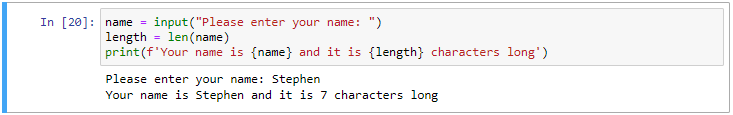 In [20]: name = input("Please enter your name: ")
length = len(name)
print(f'Your name is {name} and it is {length} characters long')
Please enter your name: Stephen
Your name is Stephen and it is 7 characters long